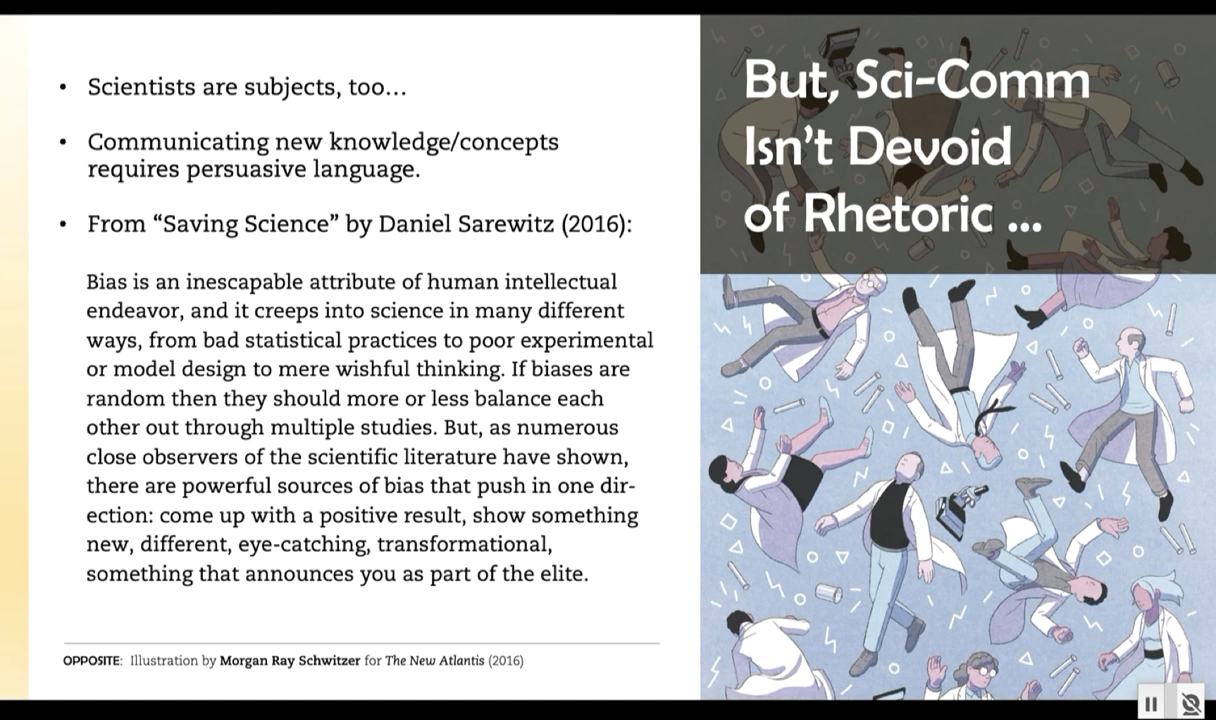 • Scientists are subjects, too…
• Communicating new knowledge/concepts
requires persuasive language.
• From “Saving Science” by Daniel Sarewitz (2016):
Bias is an inescapable attribute of human intellectual
endeavor, and it creeps into science in many different
ways, from bad statistical practices to poor experimental
or model design to mere wishful thinking. If biases are
random then they should more or less balance each
other out through multiple studies. But, as numerous
close observers of the scientific literature have shown,
there are powerful sources of bias that push in one dir-
ection: come up with a positive result, show something
new, different, eye-catching, transformational,
something that announces you as part of the elite.
OPPOSITE: Illustration by Morgan Ray Schwitzer for The New Atlantis (2016)
But, Sci-Comm
Isn’t Devoid
of Rhetoric ...